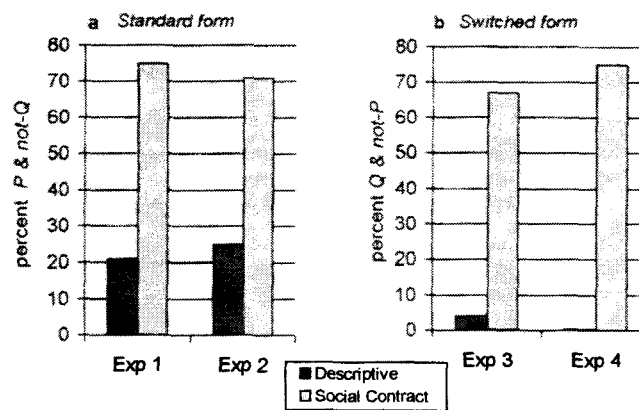 a Standard form
percent P & not-Q
80
70
60
50
40
30
20
10
0
Exp 1 Exp 2
b Switched form
percent Q & not-P
80
70
60
50
40
30
20
10
0
Exp 3 Exp 4
Descriptive
Social Contract